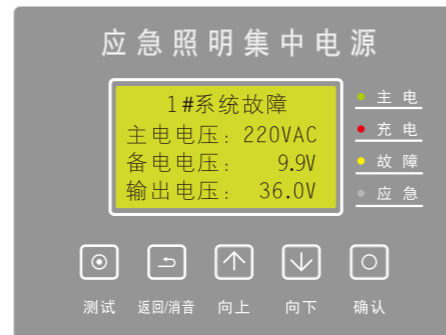 应急照明集中电源
1#系统故障
主电电压: 220VAC
备电电压: 9.9V
输出电压: 36.0V
主电
充电
故障
应急
测试 返回/消音 向上 向下 确认